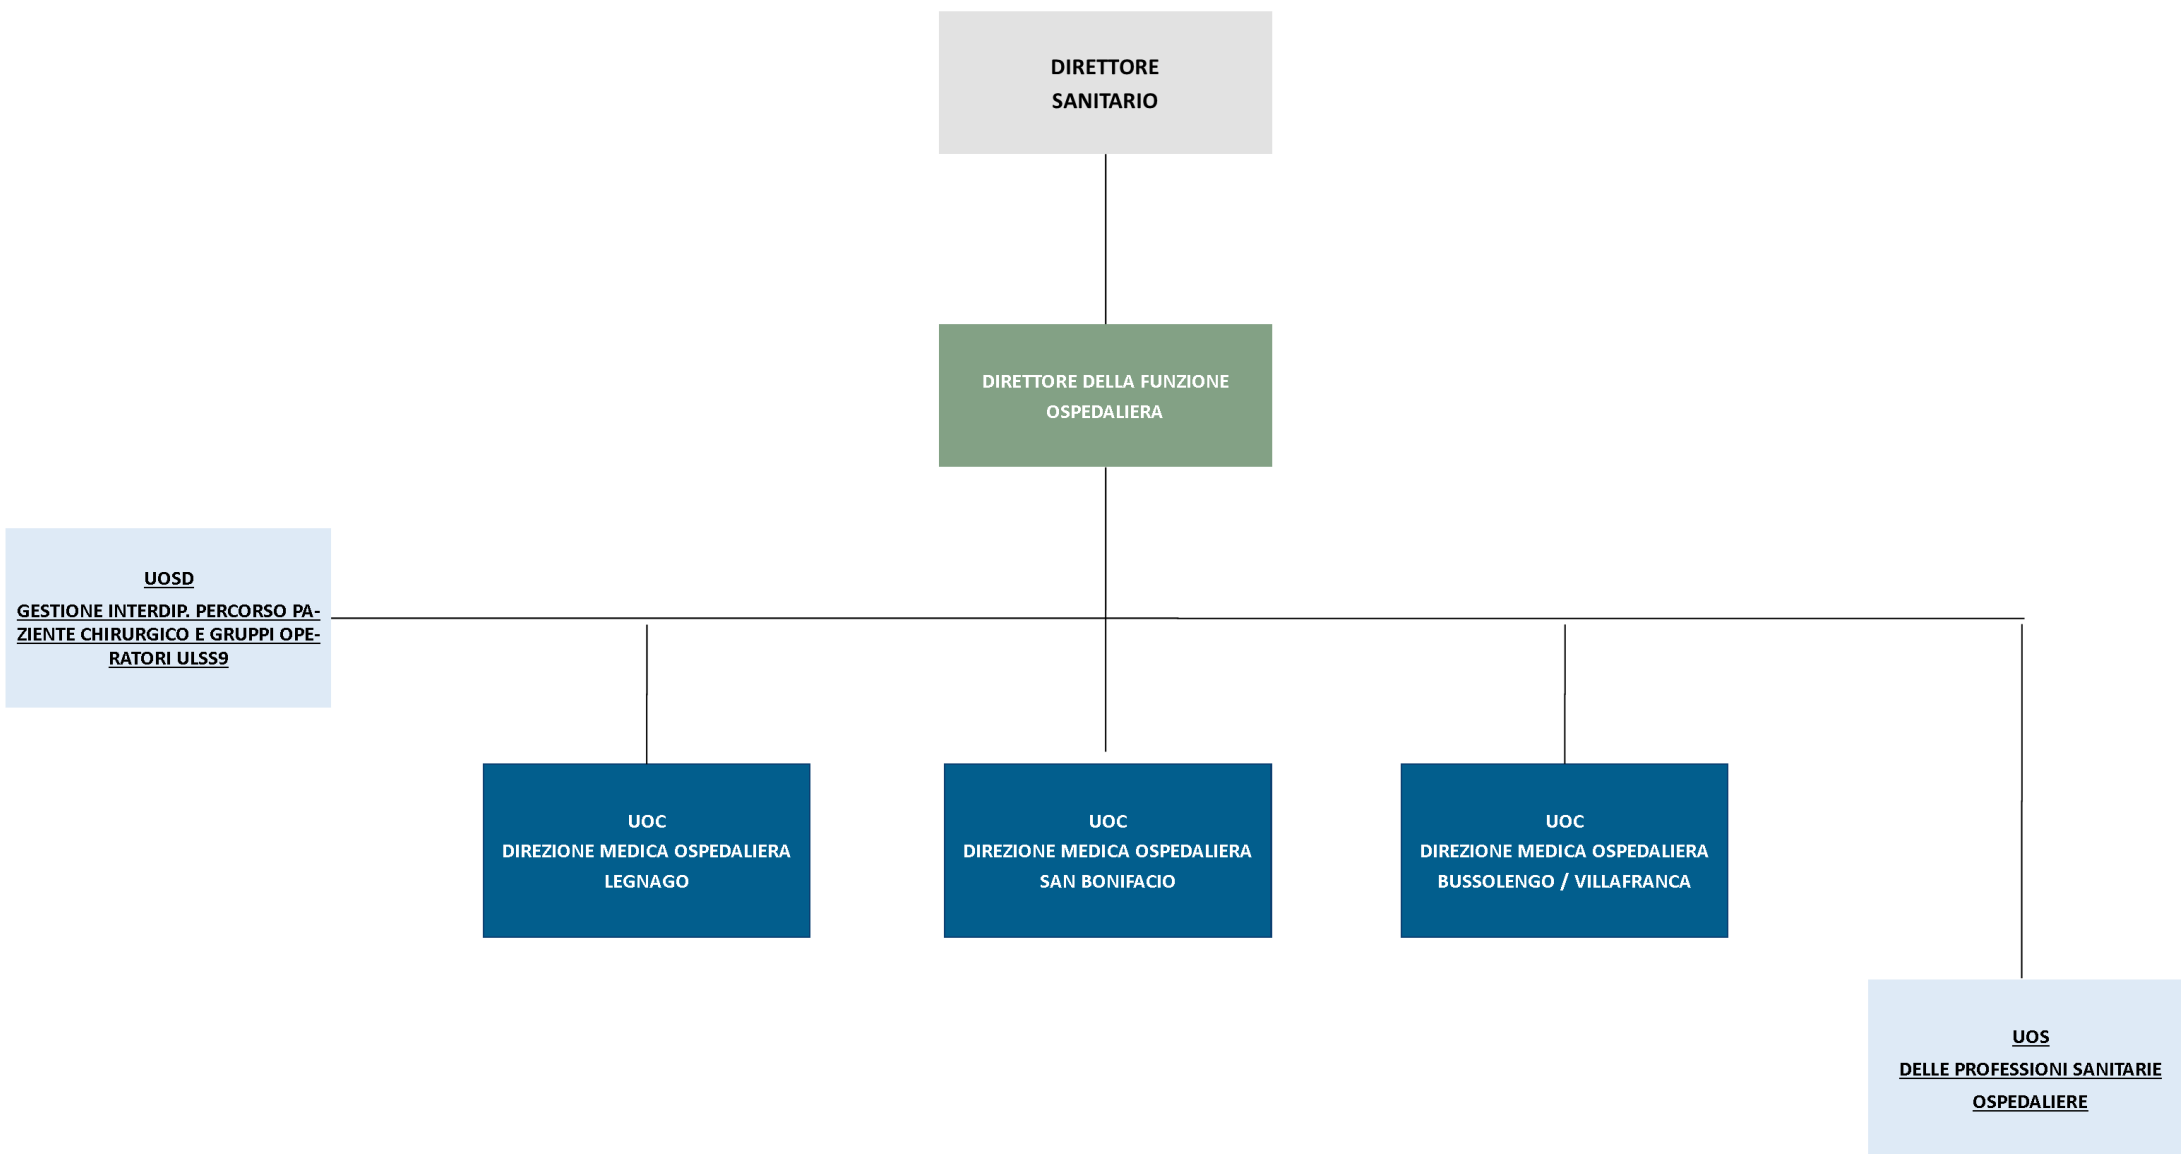 DIRETTORE
SANITARIO
DIRETTORE DELLA FUNZIONE
OSPEDALIERA
UOSD
GESTIONE INTERDIP. PERCORSO PA-
ZIENTE CHIRURGICO E GRUPPI OPE-
RATORI ULSS9
UOC
DIREZIONE MEDICA OSPEDALIERA
LEGNAGO
UOC
DIREZIONE MEDICA OSPEDALIERA
SAN BONIFACIO
UOC
DIREZIONE MEDICA OSPEDALIERA
BUSSOLENGO / VILLAFRANCA
UOS
DELLE PROFESSIONI SANITARIE
OSPEDALIERE